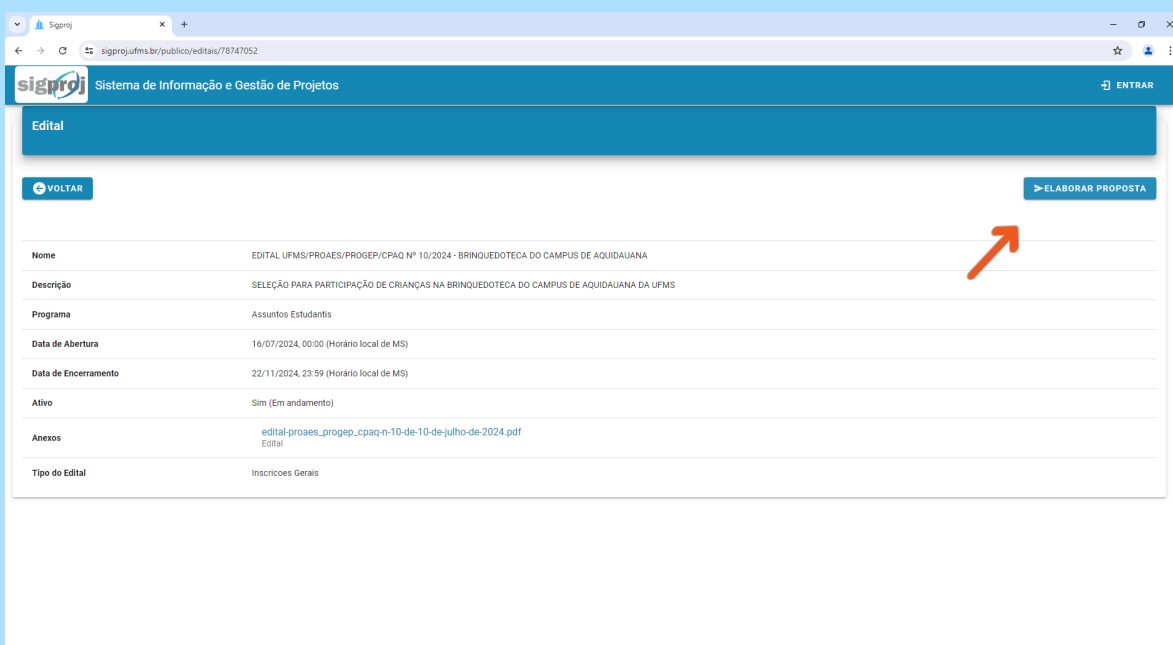 Sigproj
sigproj.ufms.br/publico/editais/78747052
sigproj Sistema de Informação e Gestão de Projetos
ENTRAR
Edital
VOLTAR
ELABORAR PROPOSTA
Nome EDITAL UFMS/PROAES/PROGEP/CPAQ Nº 10/2024 - BRINQUEDOTECA DO CAMPUS DE AQUIDAUANA
Descrição SELEÇÃO PARA PARTICIPAÇÃO DE CRIANÇAS NA BRINQUEDOTECA DO CAMPUS DE AQUIDAUANA DA UFMS
Programa Assuntos Estudantis
Data de Abertura 16/07/2024, 00:00 (Horário local de MS)
Data de Encerramento 22/11/2024, 23:59 (Horário local de MS)
Ativo Sim (Em andamento)
Anexos edital-proaes_progep_cpaq-n-10-de-10-de-julho-de-2024.pdf
Edital
Tipo do Edital Inscricoes Gerais